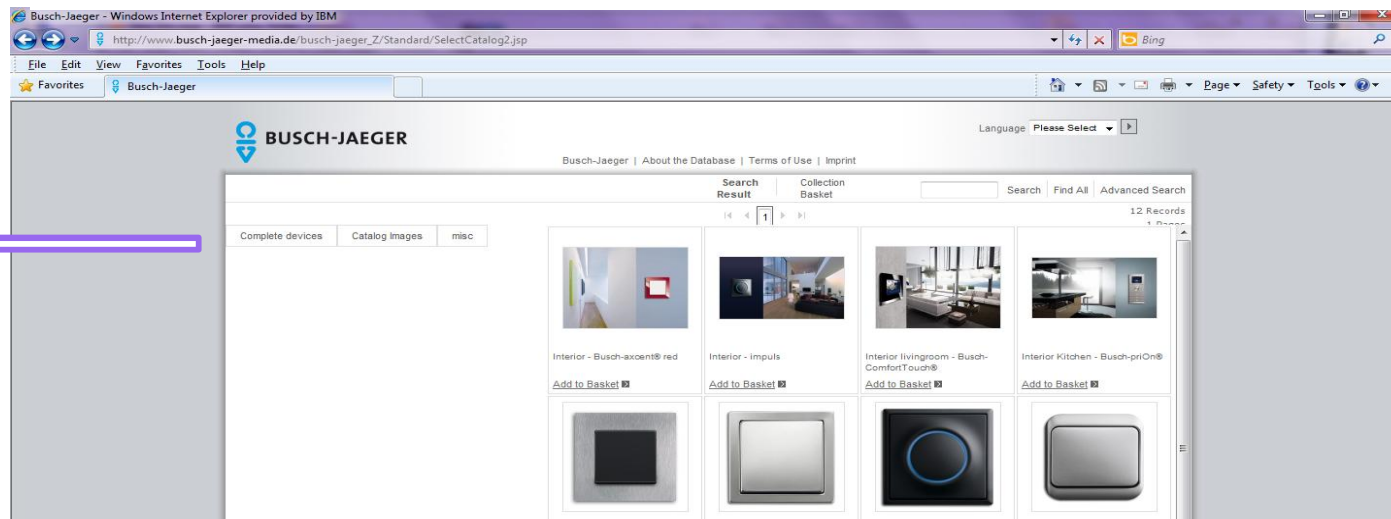 Busch-Jaeger - Windows Internet Explorer provided by IBM
http://www.busch-jaeger-media.de/busch-jaeger_Z/Standard/SelectCatalog2.jsp
Bing
File Edit View Favorites Tools Help
Favorites
Busch-Jaeger
Page Safety Tools
BUSCH-JAEGER
Language Please Select
Busch-Jaeger | About the Database | Terms of Use | Imprint
Search Result
Collection Basket
Search Find All Advanced Search
1
12 Records
1 Pages
Complete devices Catalog Images misc
Interior - Busch-axcent® red
Interior - impuls
Interior livingroom - Busch-
ComfortTouch®
Interior Kitchen - Busch-priOn®
Add to Basket
Add to Basket
Add to Basket
Add to Basket